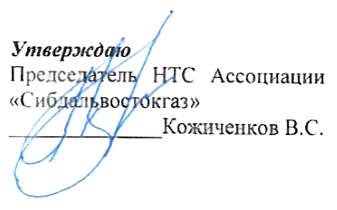 Утверждаю
Председатель НТС Ассоциации
«Сибдальвостокгаз»
_______________Кожиченков В.С.